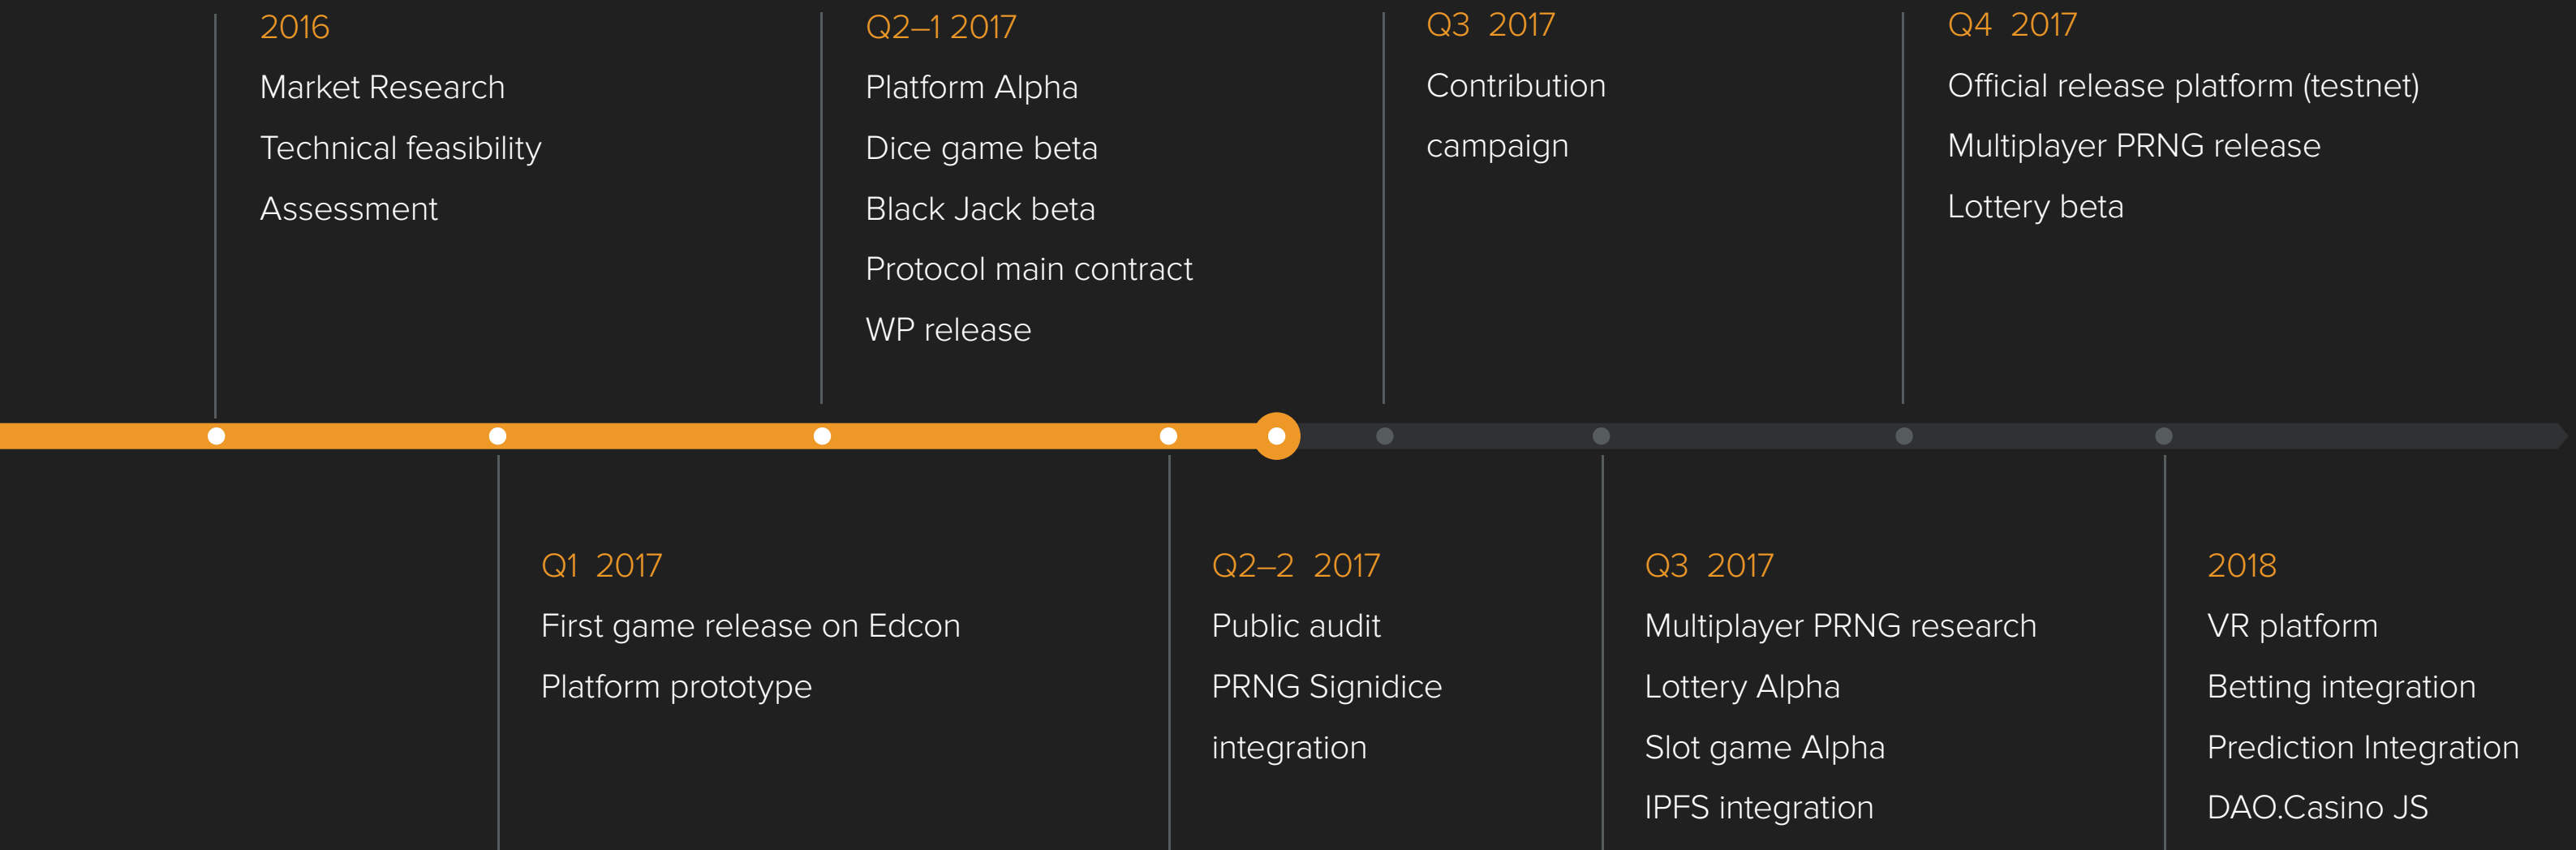 2016
Market Research
Technical feasibility
Assessment
Q2–1 2017
Platform Alpha
Dice game beta
Black Jack beta
Protocol main contract
WP release
Q3 2017
Contribution
campaign
Q4 2017
Official release platform (testnet)
Multiplayer PRNG release
Lottery beta
Q1 2017
First game release on Edcon
Platform prototype
Q2–2 2017
Public audit
PRNG Signidice
integration
Q3 2017
Multiplayer PRNG research
Lottery Alpha
Slot game Alpha
IPFS integration
2018
VR platform
Betting integration
Prediction Integration
DAO.Casino JS